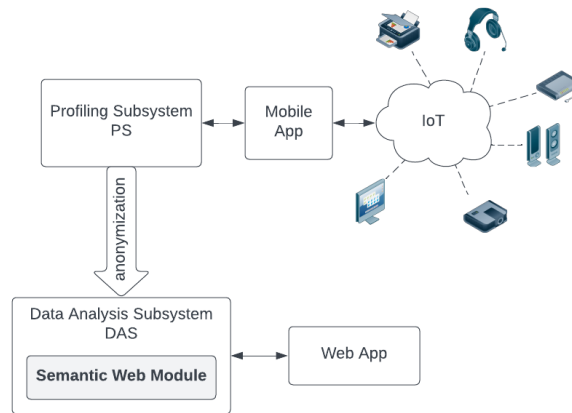 Profiling Subsystem
PS
Mobile
App
IoT
anonymization
Data Analysis Subsystem
DAS
Semantic Web Module
Web App